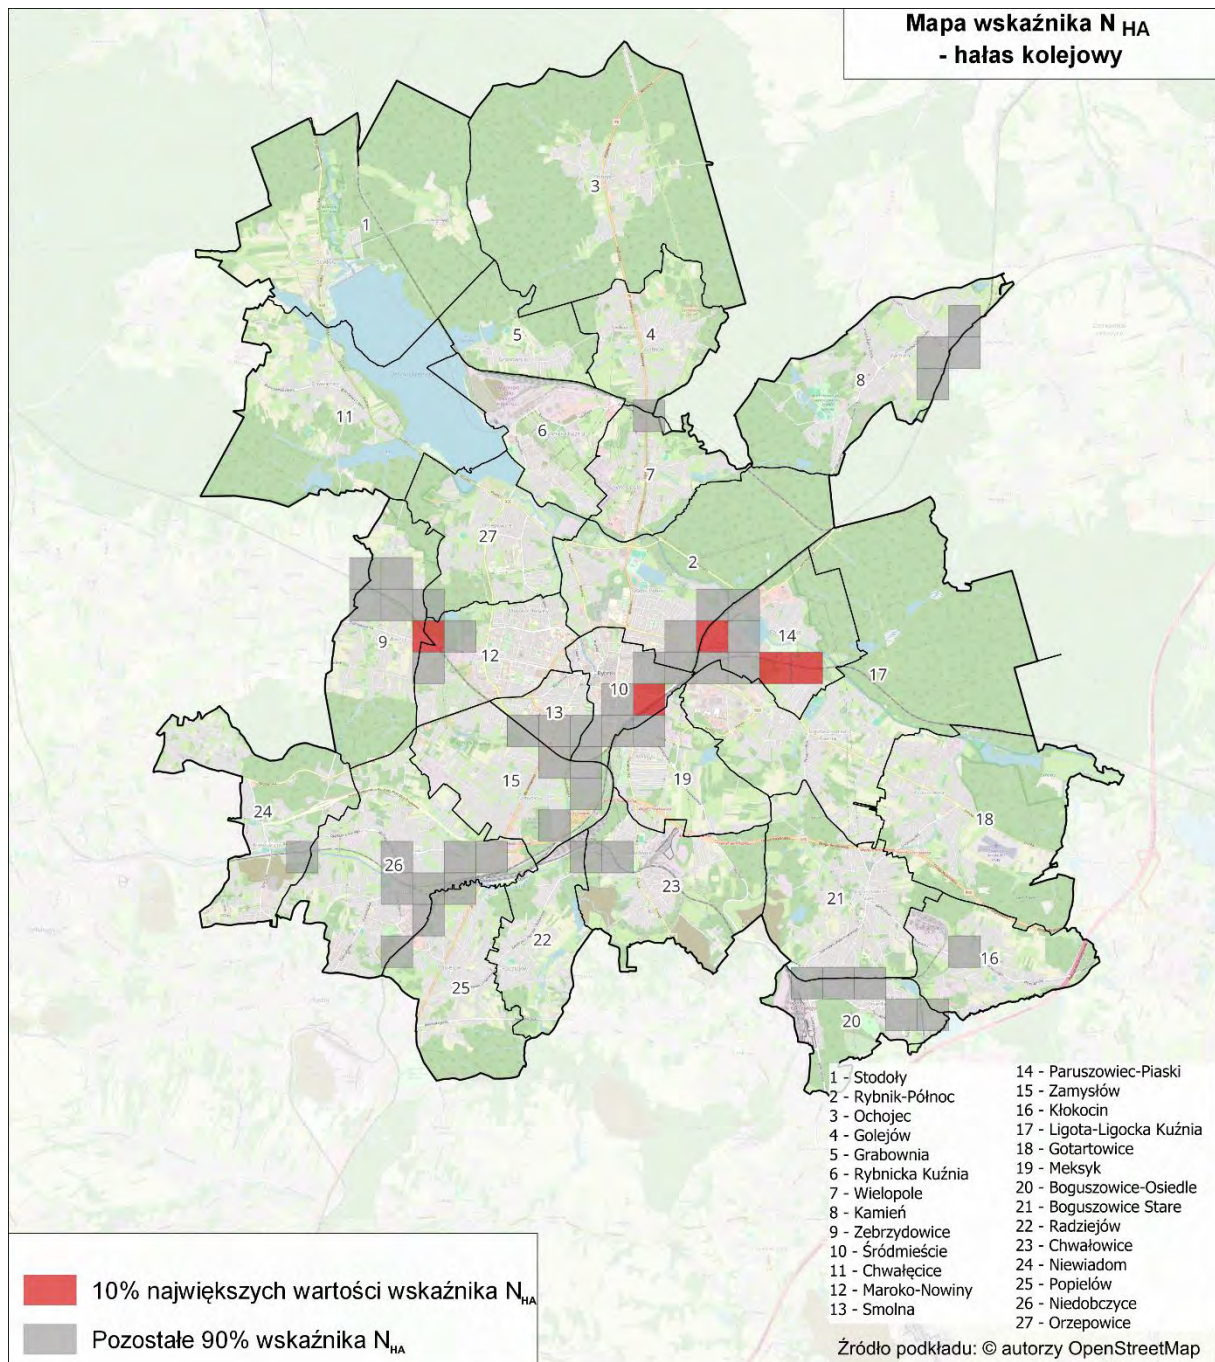 Mapa wskaźnika N HA
- hałas kolejowy
3
1
5
4
8
11
6
7
27
2
9
12
14
10
17
13
15
19
24
18
26
23
21
22
16
25
20
1 - Stodoły
2 - Rybnik-Północ
3 - Ochojec
4 - Golejów
5 - Grabownia
6 - Rybnicka Kuźnia
7 - Wielopole
8 - Kamień
9 - Zebrzydowice
10 - Śródmieście
11 - Chwałęcice
12 - Maroko-Nowiny
13 - Smolna
14 - Paruszowiec-Piaski
15 - Zamysłów
16 - Kłokocin
17 - Ligota-Ligocka Kuźnia
18 - Gotartowice
19 - Meksyk
20 - Boguszowice-Osiedle
21 - Boguszowice Stare
22 - Radziejów
23 - Chwałowice
24 - Niewiadom
25 - Popielów
26 - Niedobczyce
27 - Orzepowice
10% największych wartości wskaźnika N HA
Pozostałe 90% wskaźnika N HA
Źródło podkładu: © autorzy OpenStreetMap